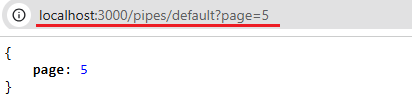 localhost:3000/pipes/default?page=5
{
page: 5
}